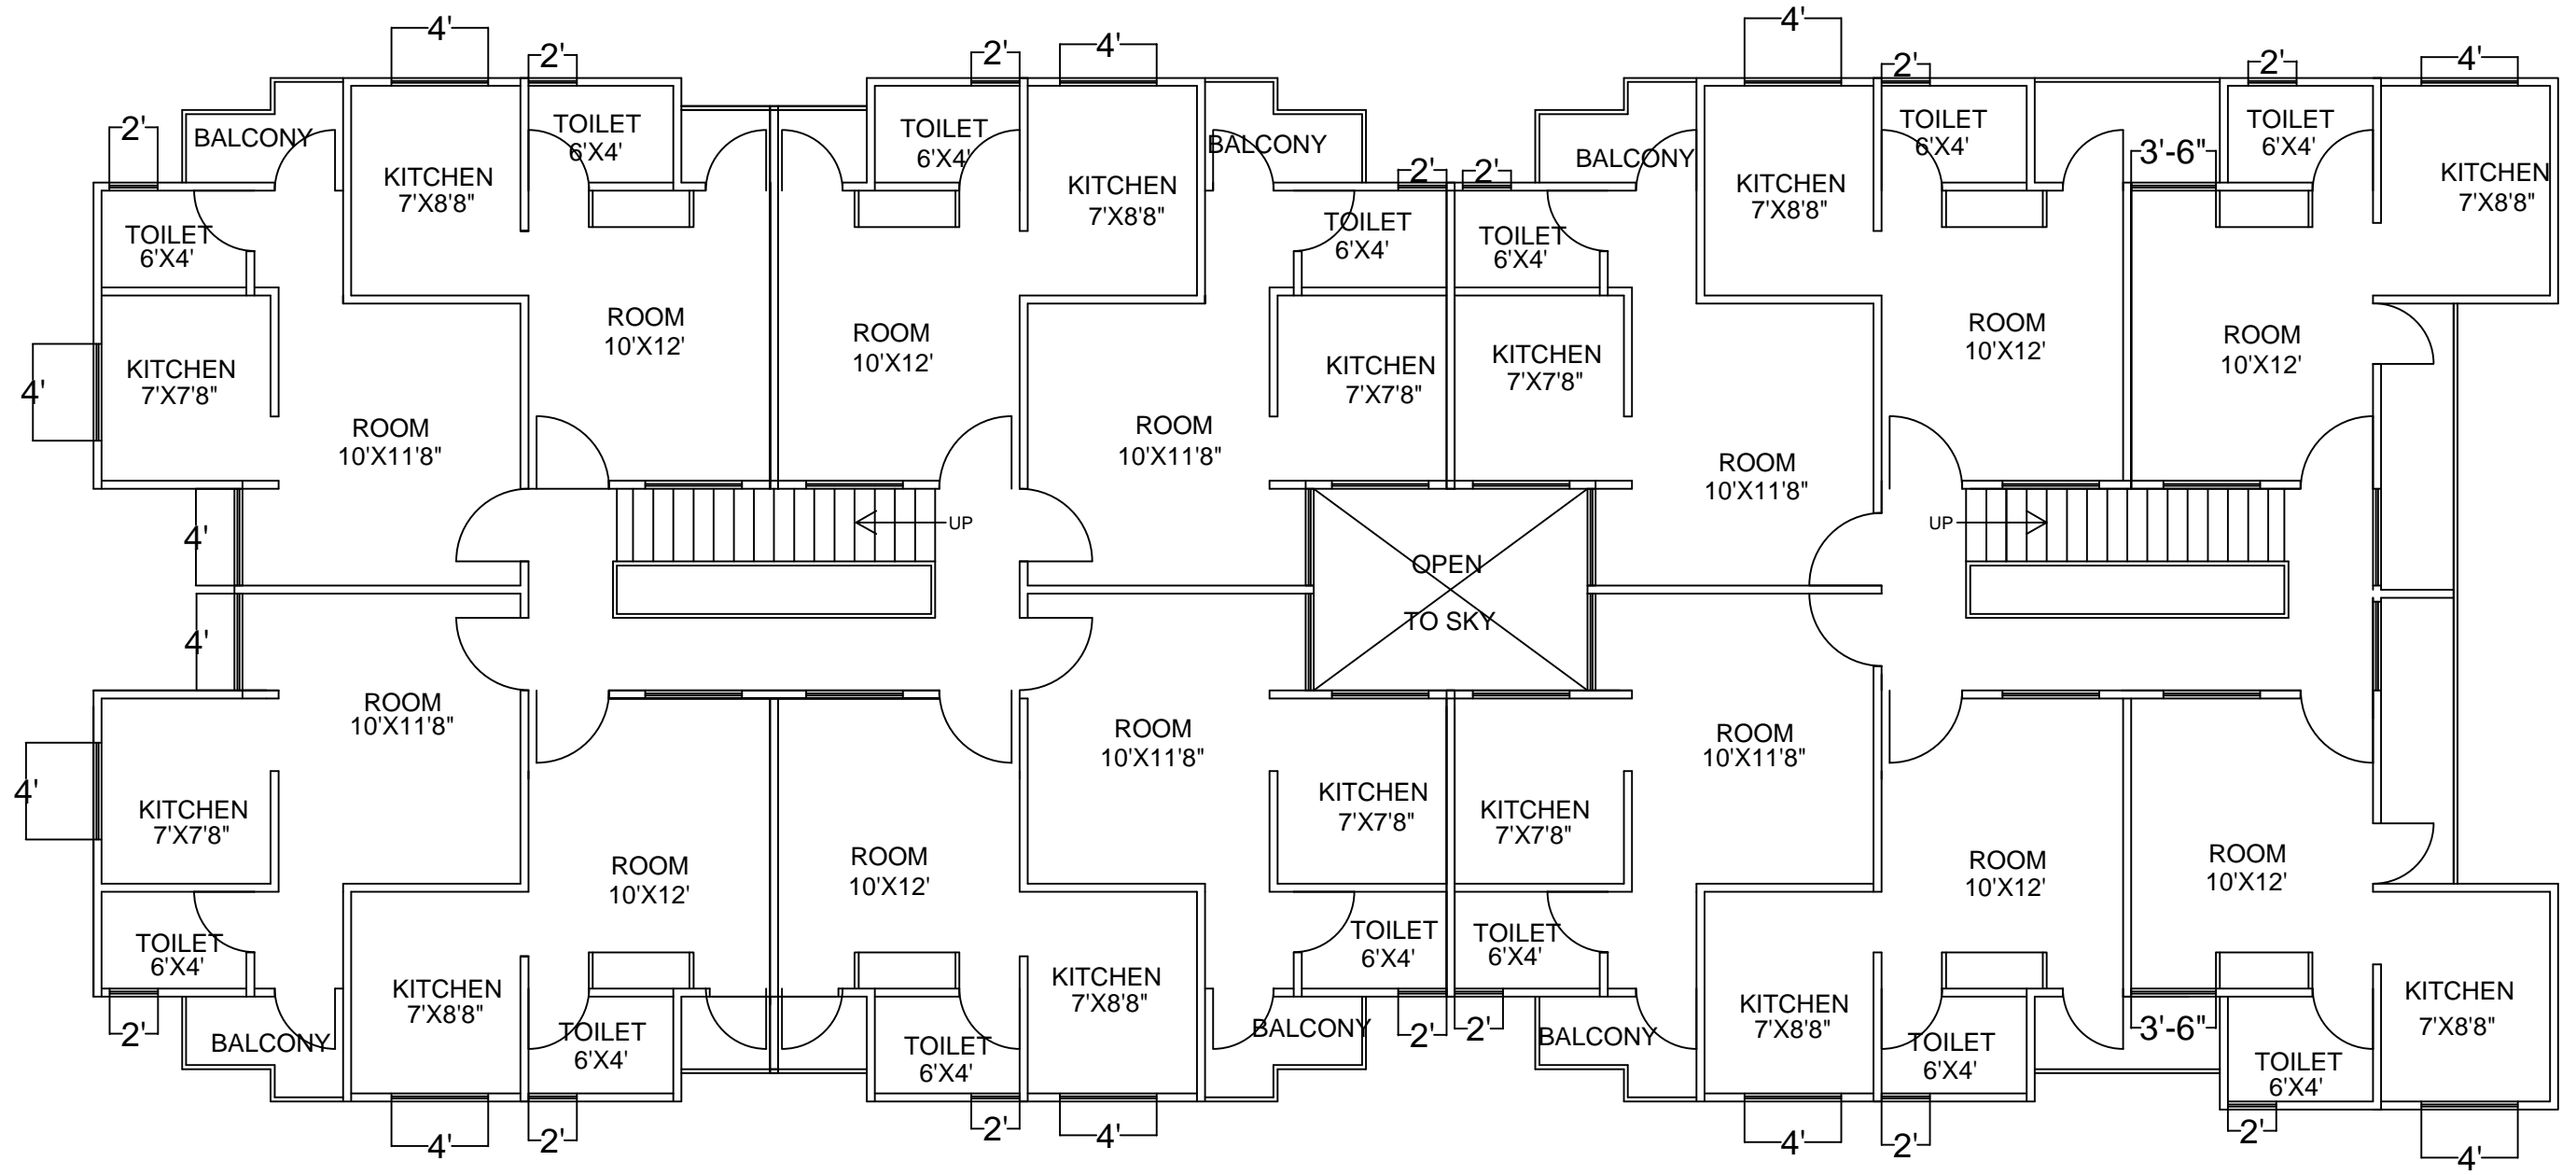 4'
2'
2'
4'
4'
2'
2'
4'
2'
BALCONY
KITCHEN
7'X8'8"
TOILET
6'X4'
TOILET
6'X4'
KITCHEN
7'X8'8"
BALCONY
2'
2'
BALCONY
KITCHEN
7'X8'8"
TOILET
6'X4'
3'-6"
TOILET
6'X4'
KITCHEN
7'X8'8"
TOILET
6'X4'
TOILET
6'X4'
TOILET
6'X4'
4'
KITCHEN
7'X7'8"
ROOM
10'X12'
ROOM
10'X12'
KITCHEN
7'X7'8"
KITCHEN
7'X7'8"
ROOM
10'X12'
ROOM
10'X12'
ROOM
10'X11'8"
ROOM
10'X11'8"
ROOM
10'X11'8"
4'
UP
OPEN
TO SKY
UP
4'
ROOM
10'X11'8"
ROOM
10'X11'8"
ROOM
10'X11'8"
4'
KITCHEN
7'X7'8"
KITCHEN
7'X7'8"
KITCHEN
7'X7'8"
ROOM
10'X12'
ROOM
10'X12'
ROOM
10'X12'
ROOM
10'X12'
TOILET
6'X4'
TOILET
6'X4'
TOILET
6'X4'
KITCHEN
7'X8'8"
KITCHEN
7'X8'8"
KITCHEN
7'X8'8"
KITCHEN
7'X8'8"
2'
BALCONY
TOILET
6'X4'
TOILET
6'X4'
BALCONY
2'
2'
BALCONY
TOILET
6'X4'
3'-6"
TOILET
6'X4'
4'
2'
2'
4'
4'
2'
2'
4'